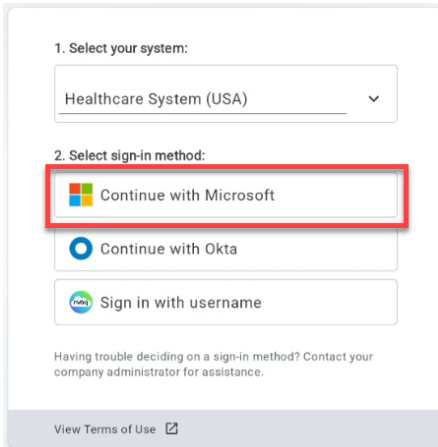 1. Select your system:
Healthcare System (USA)
2. Select sign-in method:
Continue with Microsoft
Continue with Okta
Sign in with username
Having trouble deciding on a sign-in method? Contact your
company administrator for assistance.
View Terms of Use